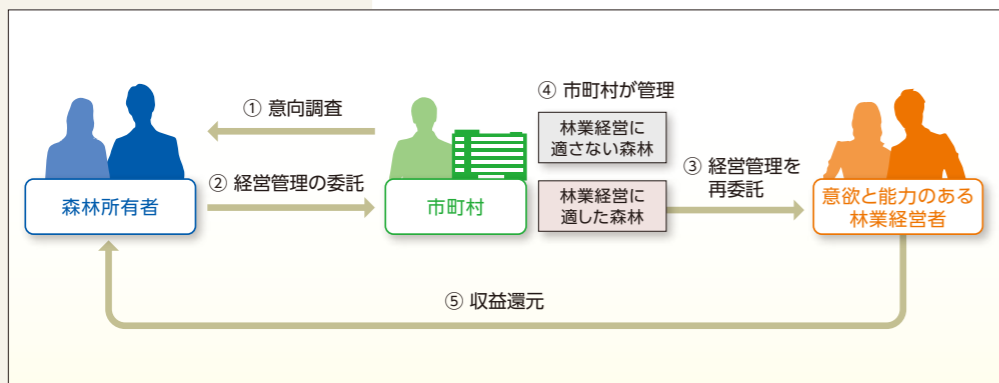 ① 意向調査
② 経営管理の委託
森林所有者
市町村
④ 市町村が管理
林業経営に
適さない森林
林業経営に
適した森林
③ 経営管理を
再委託
意欲と能力のある
林業経営者
⑤ 収益還元